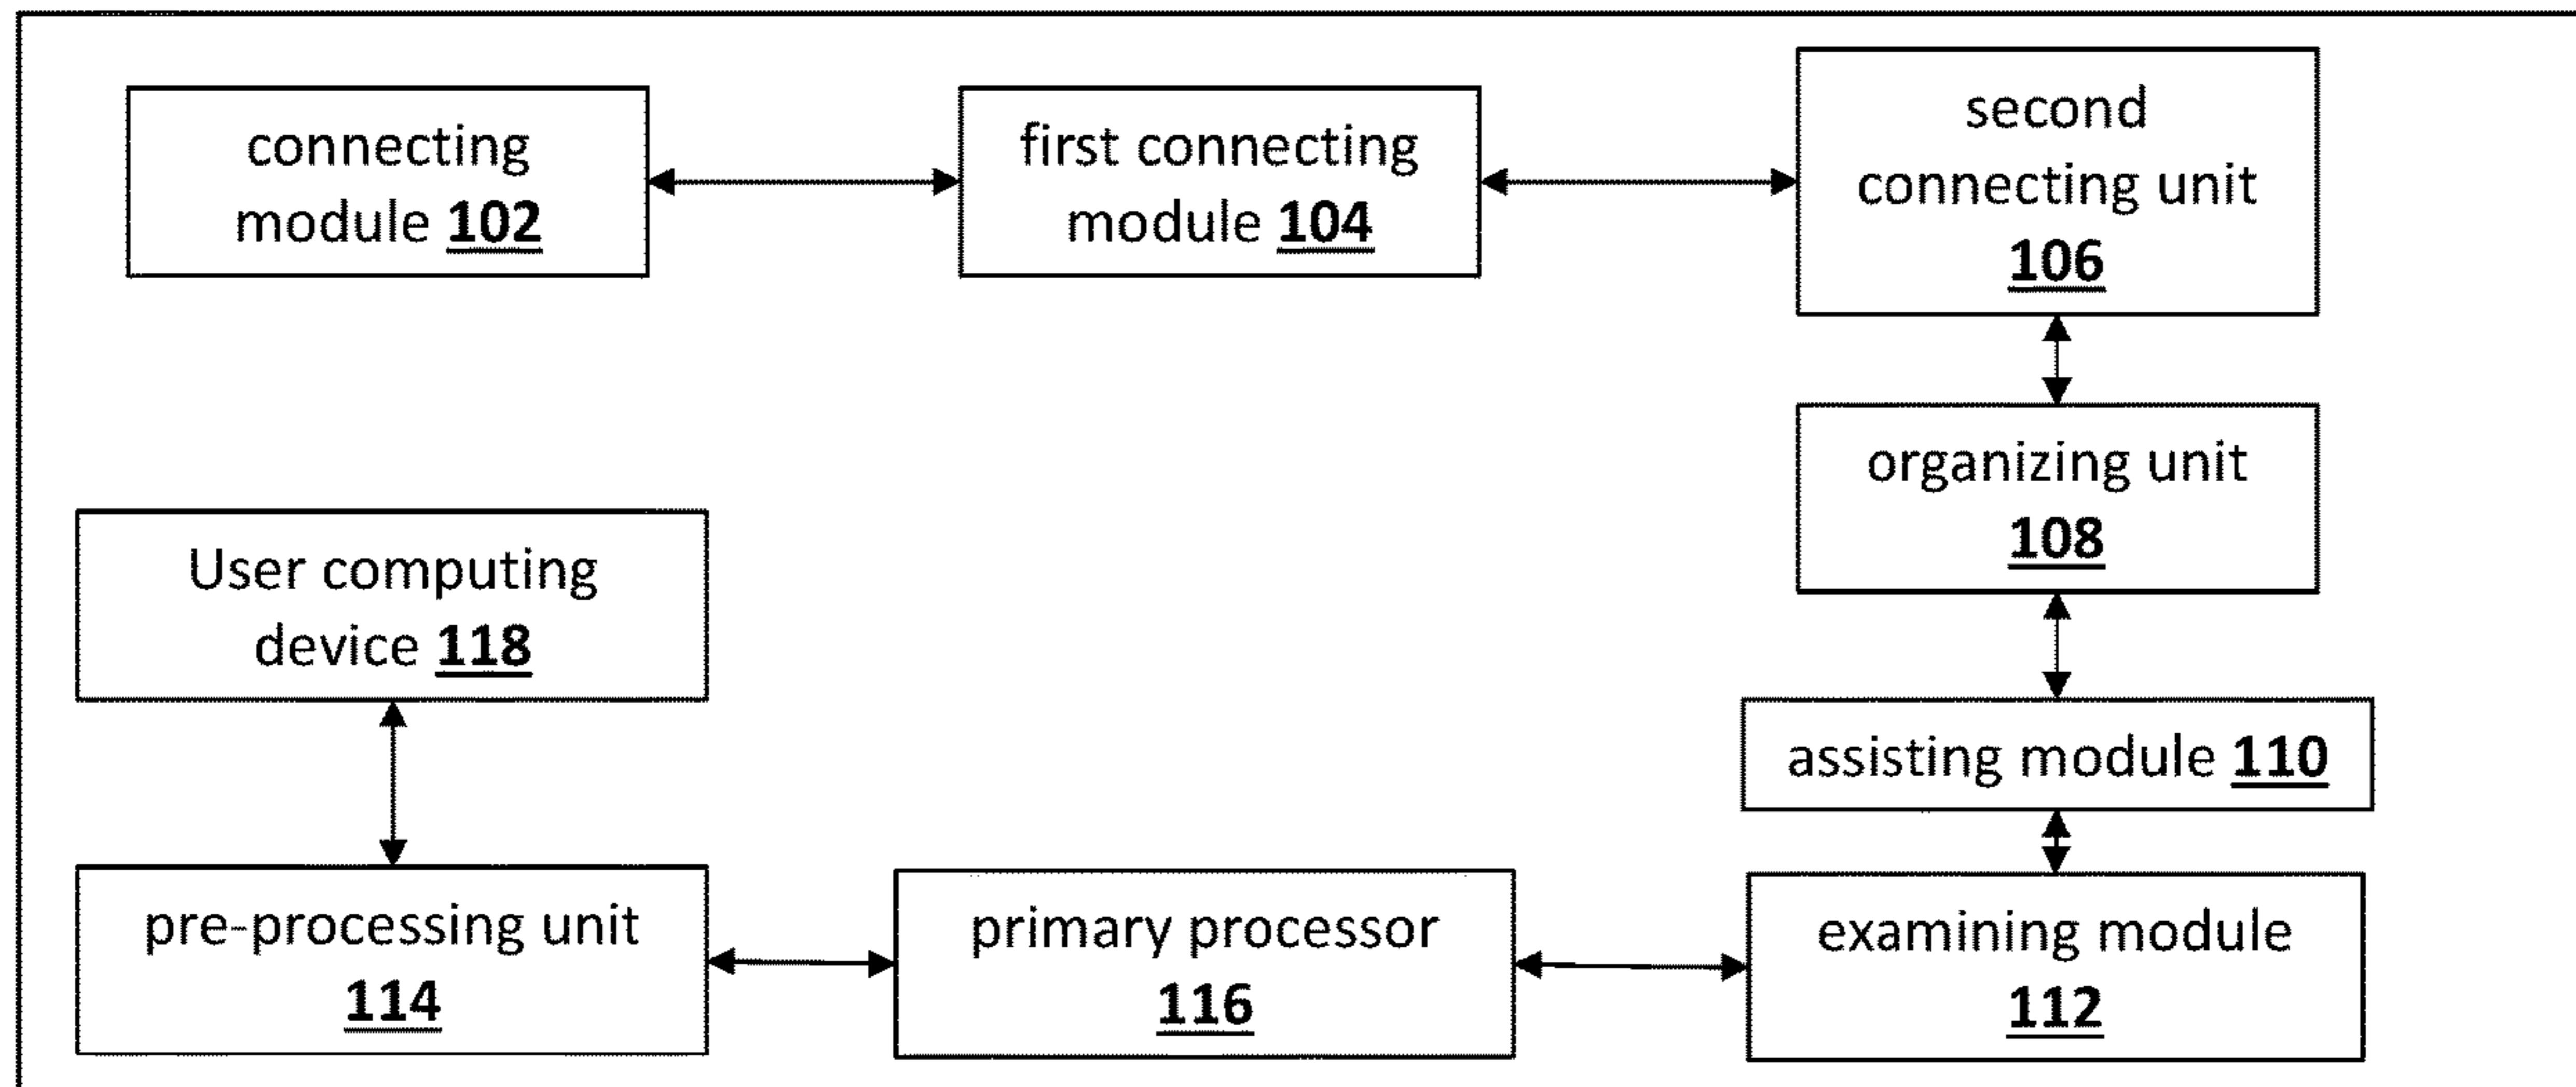 connecting
module 102
first connecting
module 104
second
connecting unit
106
organizing unit
108
User computing
device 118
assisting module 110
pre-processing unit
114
primary processor
116
examining module
112